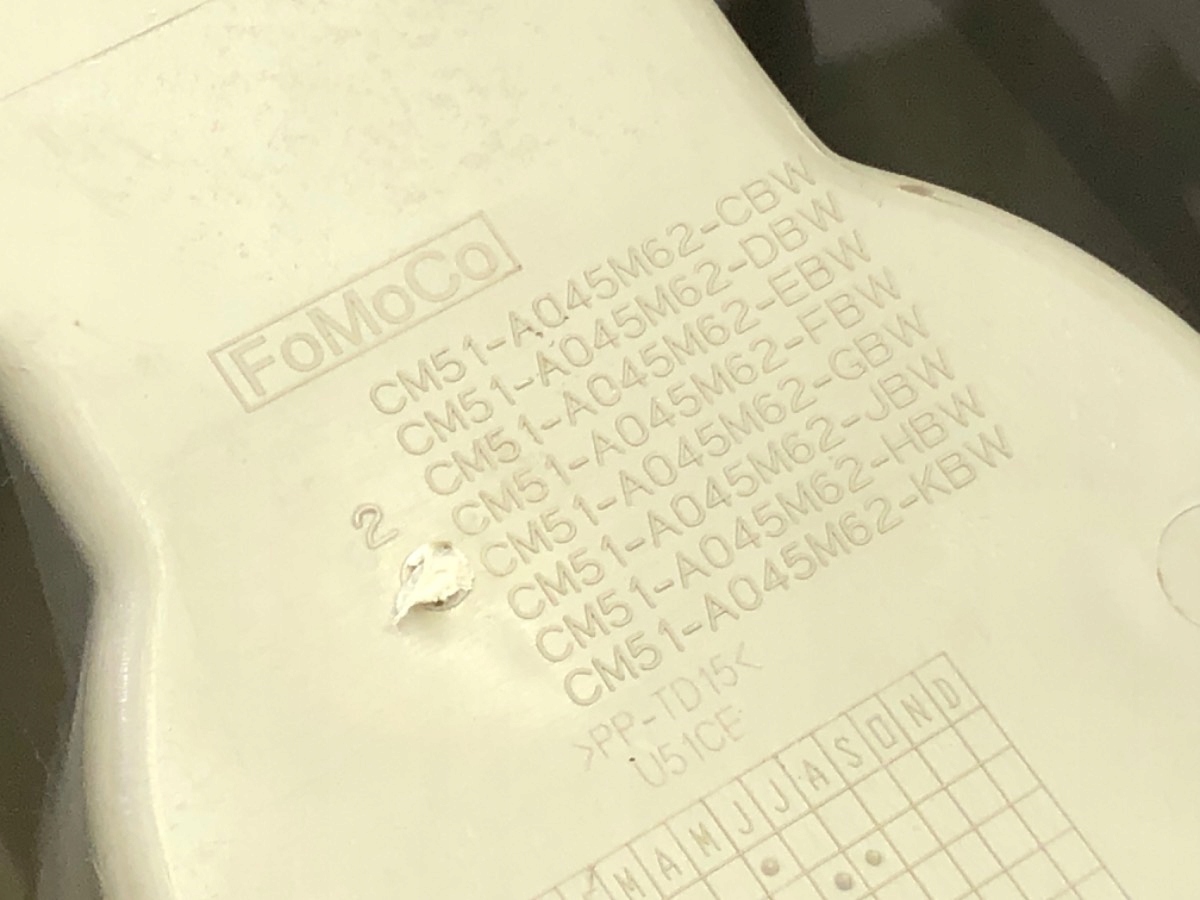 FoMoCo
CM51-A045M62-CBW
CM51-A045M62-DBW
CM51-A045M62-EBW
CM51-A045M62-FBW
CM51-A045M62-GBW
CM51-A045M62-JBW
CM51-A045M62-HBW
CM51-A045M62-KBW
2
>PP-TD15<
U51CE
M A M J J A S O N D